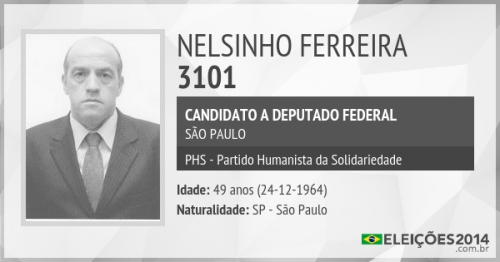 NELSINHO FERREIRA
3101
CANDIDATO A DEPUTADO FEDERAL
SÃO PAULO
PHS - Partido Humanista da Solidariedade
Idade: 49 anos (24-12-1964)
Naturalidade: SP - São Paulo
ELEIÇÕES2014
.com.br